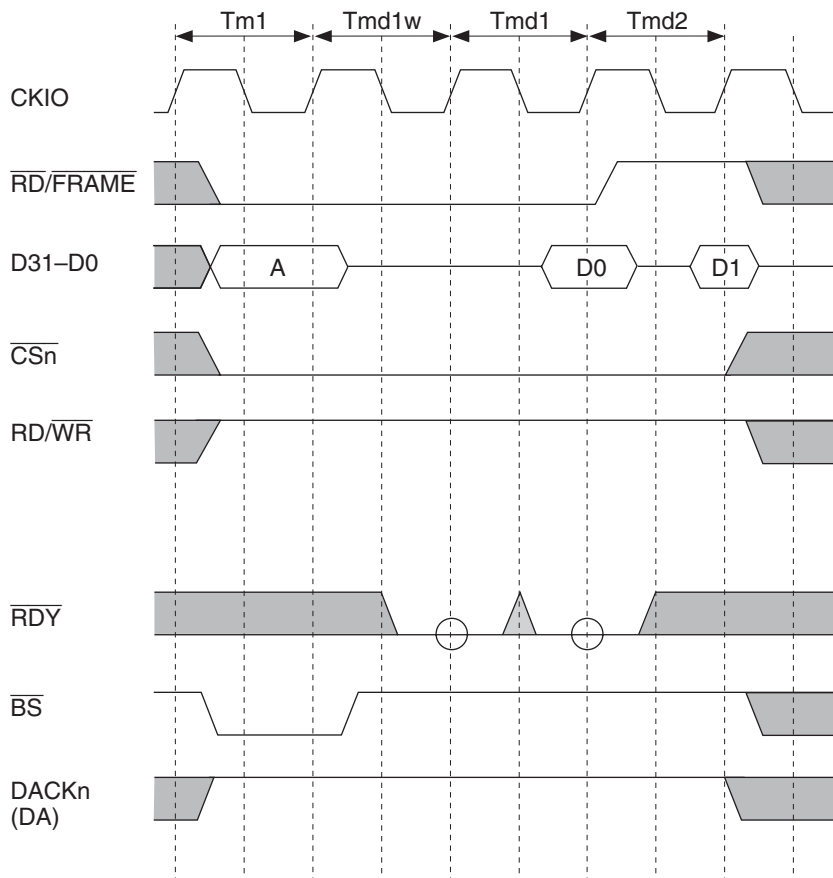 Tm1 Tmd1w Tmd1 Tmd2
CKIO
RD/FRAME
D31–D0 A D0 D1
CSn
RD/WR
RDY
BS
DACKn
(DA)